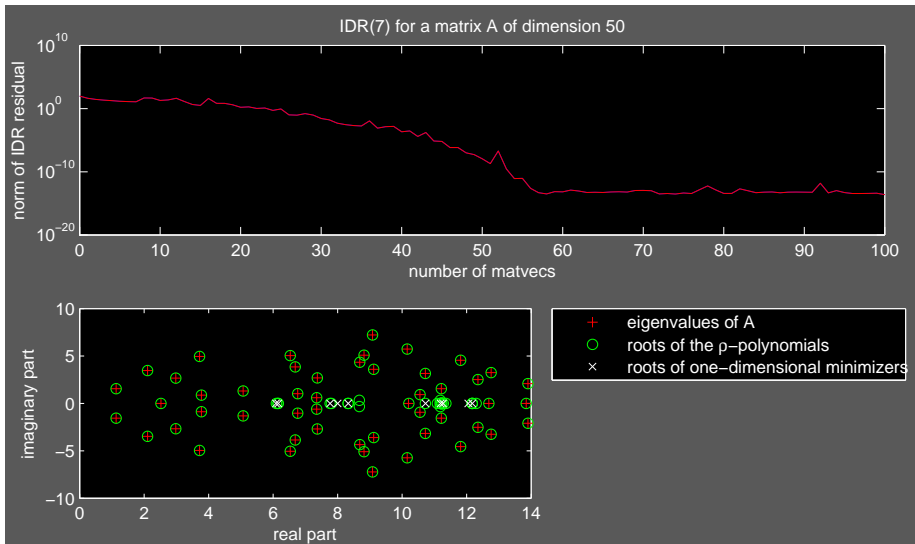 IDR(7) for a matrix A of dimension 50
norm of IDR residual
10^10
10^0
10^-10
10^-20
0 10 20 30 40 50 60 70 80 90 100
number of matvecs
imaginary part
10
5
0
-5
-10
0 2 4 6 8 10 12 14
real part
eigenvalues of A
roots of the ρ-polynomials
roots of one-dimensional minimizers